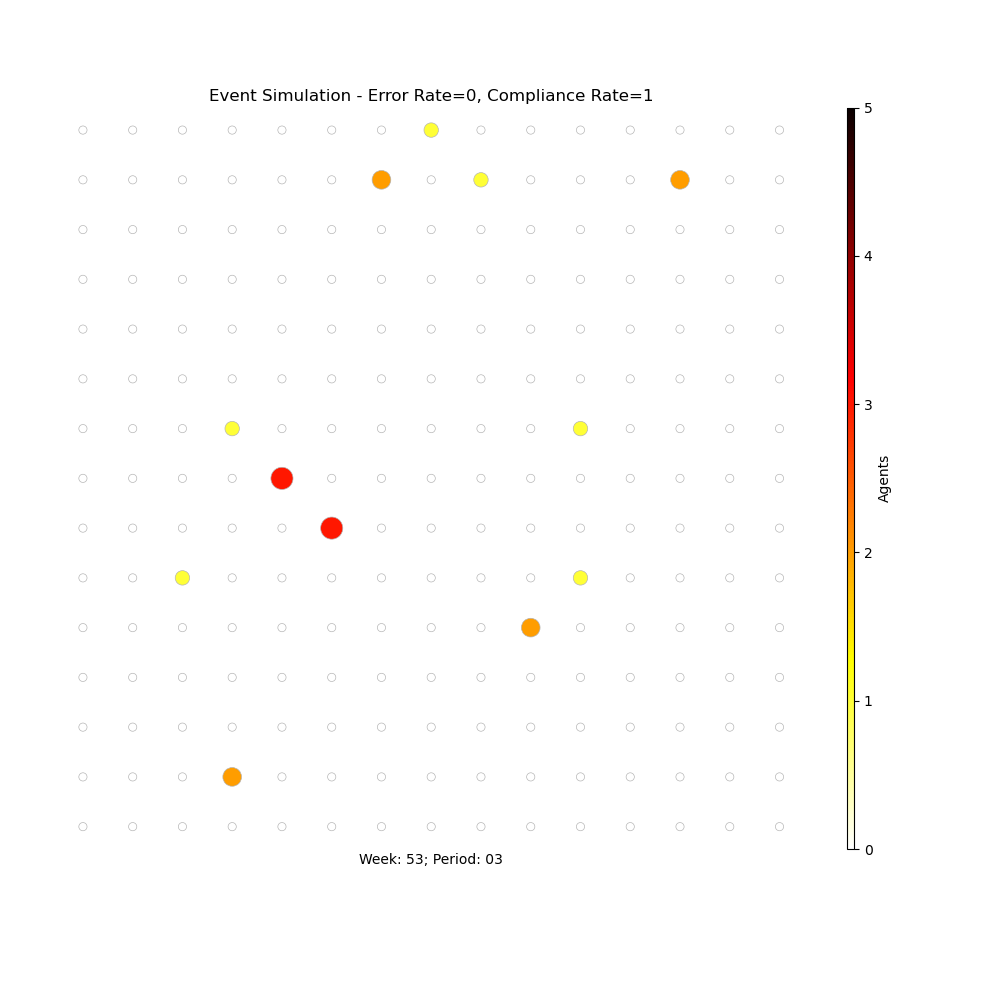 Event Simulation - Error Rate=0, Compliance Rate=1
5
4
3
2
1
0
Agents
Week: 53; Period: 03